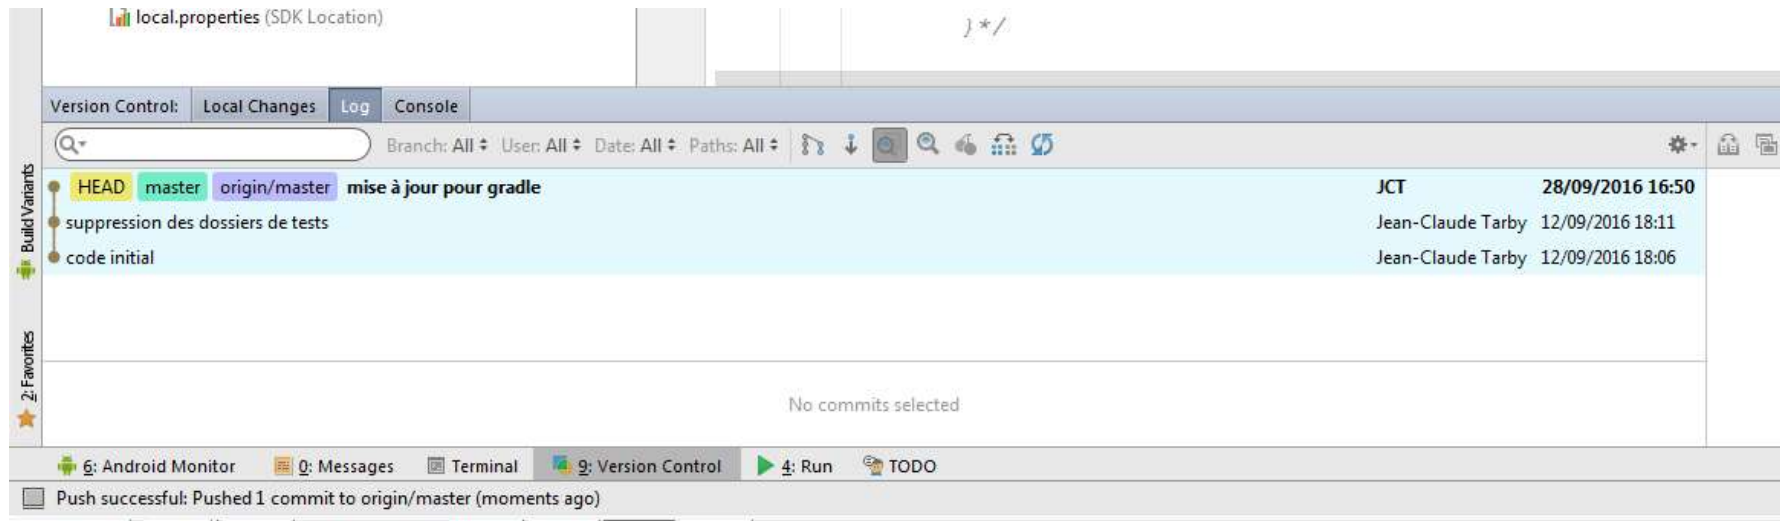 local.properties (SDK Location)
}*/
Version Control: Local Changes Log Console
Branch: All User: All Date: All Paths: All
HEAD master origin/master mise à jour pour gradle JCT 28/09/2016 16:50
suppression des dossiers de tests Jean-Claude Tarby 12/09/2016 18:11
code initial Jean-Claude Tarby 12/09/2016 18:06
Build Variants
2: Favorites
No commits selected
6: Android Monitor 0: Messages Terminal 9: Version Control 4: Run TODO
Push successful: Pushed 1 commit to origin/master (moments ago)